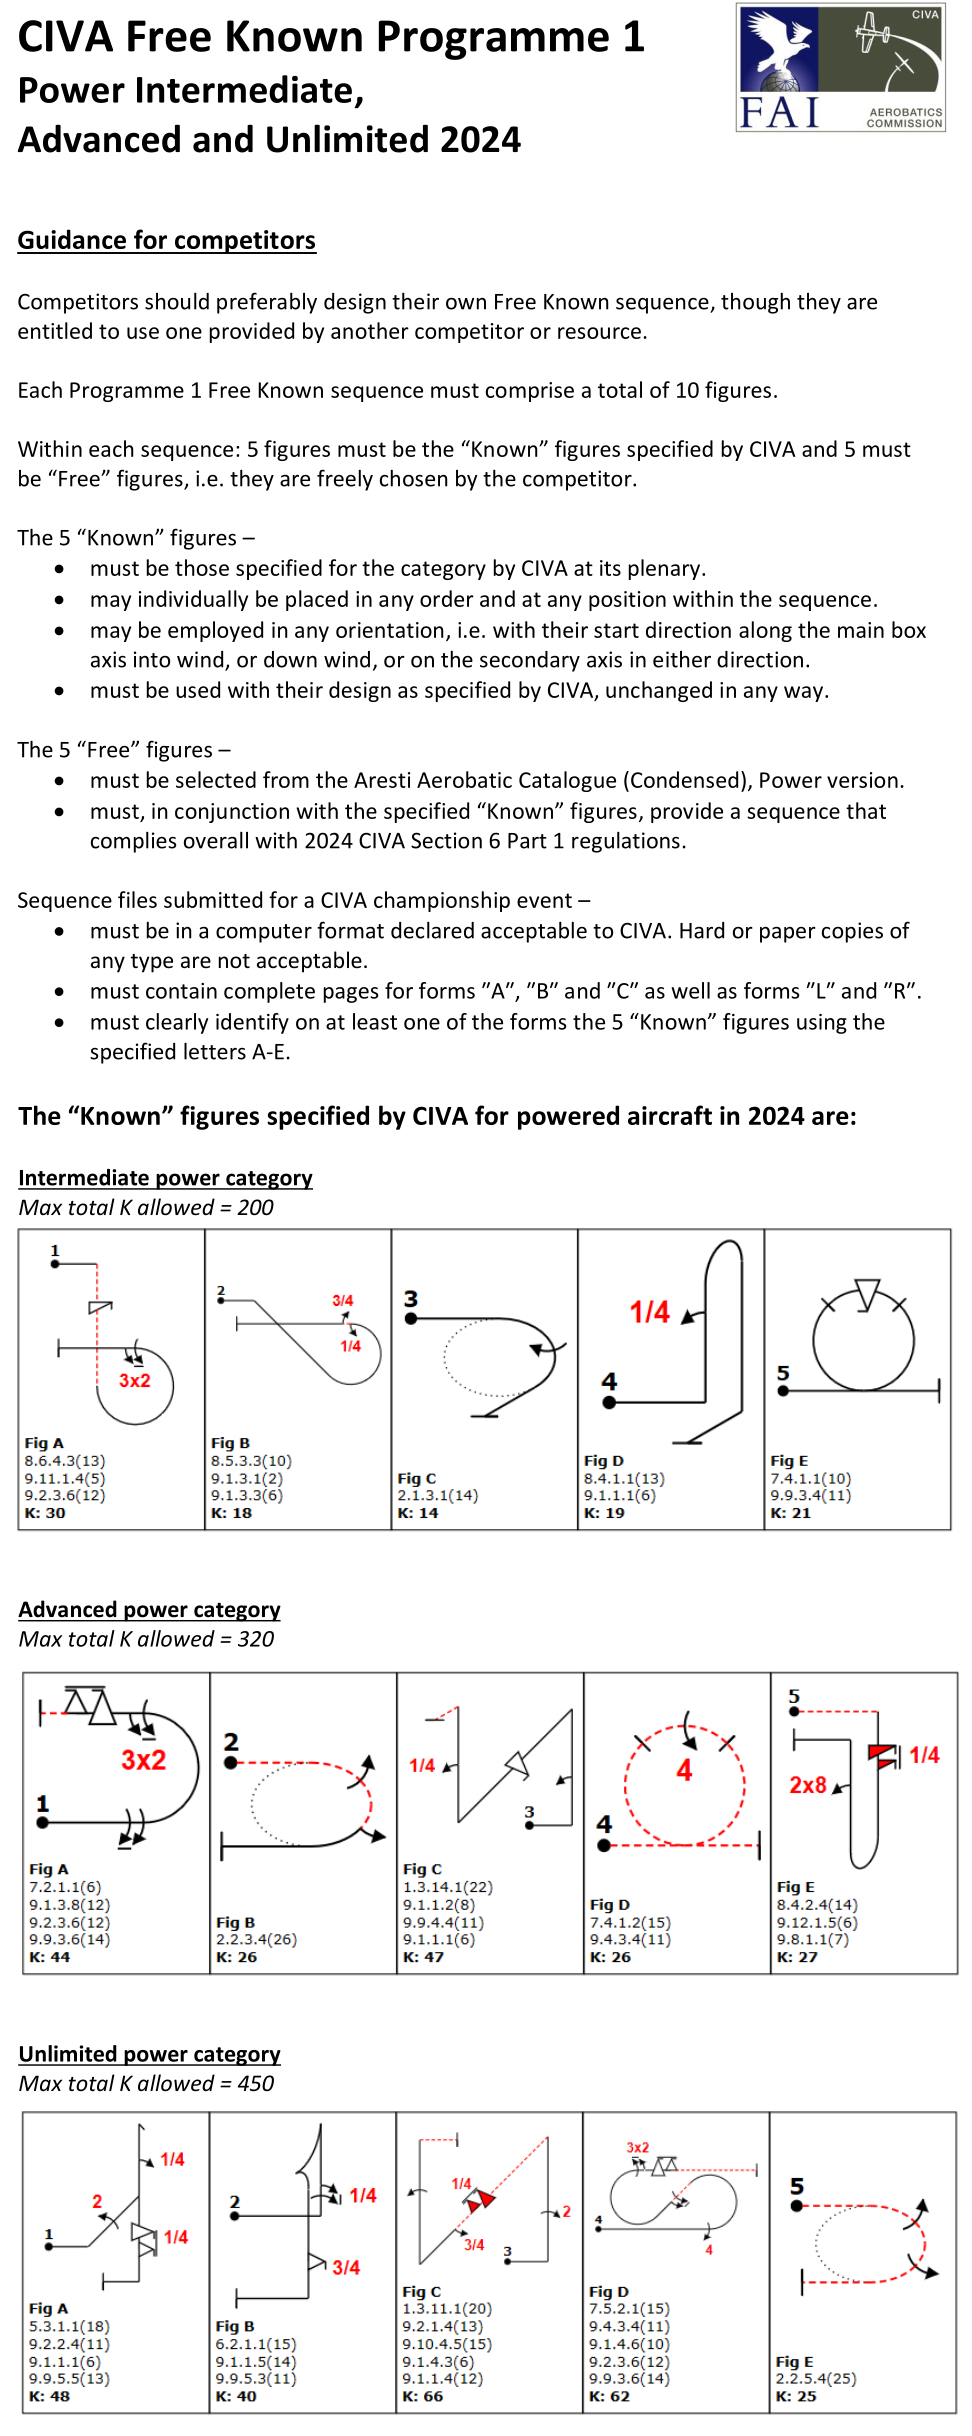 CIVA Free Known Programme 1
Power Intermediate,
Advanced and Unlimited 2024
CIVA
FAI
AEROBATICS
COMMISSION
Guidance for competitors
Competitors should preferably design their own Free Known sequence, though they are
entitled to use one provided by another competitor or resource.
Each Programme 1 Free Known sequence must comprise a total of 10 figures.
Within each sequence: 5 figures must be the “Known” figures specified by CIVA and 5 must
be “Free” figures, i.e. they are freely chosen by the competitor.
The 5 “Known” figures –
• must be those specified for the category by CIVA at its plenary.
• may individually be placed in any order and at any position within the sequence.
• may be employed in any orientation, i.e. with their start direction along the main box
axis into wind, or down wind, or on the secondary axis in either direction.
• must be used with their design as specified by CIVA, unchanged in any way.
The 5 “Free” figures –
• must be selected from the Aresti Aerobatic Catalogue (Condensed), Power version.
• must, in conjunction with the specified “Known” figures, provide a sequence that
complies overall with 2024 CIVA Section 6 Part 1 regulations.
Sequence files submitted for a CIVA championship event –
• must be in a computer format declared acceptable to CIVA. Hard or paper copies of
any type are not acceptable.
• must contain complete pages for forms ”A”, ”B” and ”C” as well as forms ”L” and ”R”.
• must clearly identify on at least one of the forms the 5 “Known” figures using the
specified letters A-E.
The “Known” figures specified by CIVA for powered aircraft in 2024 are:
Intermediate power category
Max total K allowed = 200
1
3x2
Fig A
8.6.4.3(13)
9.11.1.4(5)
9.2.3.6(12)
K: 30
2
3/4
1/4
Fig B
8.5.3.3(10)
9.1.3.1(2)
9.1.3.3(6)
K: 18
3
Fig C
2.1.3.1(14)
K: 14
1/4
4
Fig D
8.4.1.1(13)
9.1.1.1(6)
K: 19
5
Fig E
7.4.1.1(10)
9.9.3.4(11)
K: 21
Advanced power category
Max total K allowed = 320
3x2
1
Fig A
7.2.1.1(6)
9.1.3.8(12)
9.2.3.6(12)
9.9.3.6(14)
K: 44
2
Fig B
2.2.3.4(26)
K: 26
1/4
3
Fig C
1.3.14.1(22)
9.1.1.2(8)
9.9.4.4(11)
9.1.1.1(6)
K: 47
4
4
Fig D
7.4.1.2(15)
9.4.3.4(11)
K: 26
5
1/4
2x8
Fig E
8.4.2.4(14)
9.12.1.5(6)
9.8.1.1(7)
K: 27
Unlimited power category
Max total K allowed = 450
1/4
2
1
1/4
Fig A
5.3.1.1(18)
9.2.2.4(11)
9.1.1.1(6)
9.9.5.5(13)
K: 48
2
1/4
3/4
Fig B
6.2.1.1(15)
9.1.1.5(14)
9.9.5.3(11)
K: 40
1/4
2
3/4
3
Fig C
1.3.11.1(20)
9.2.1.4(13)
9.10.4.5(15)
9.1.4.3(6)
9.1.1.4(12)
K: 66
3x2
4
4
Fig D
7.5.2.1(15)
9.4.3.4(11)
9.1.4.6(10)
9.2.3.6(12)
9.9.3.6(14)
K: 62
5
Fig E
2.2.5.4(25)
K: 25